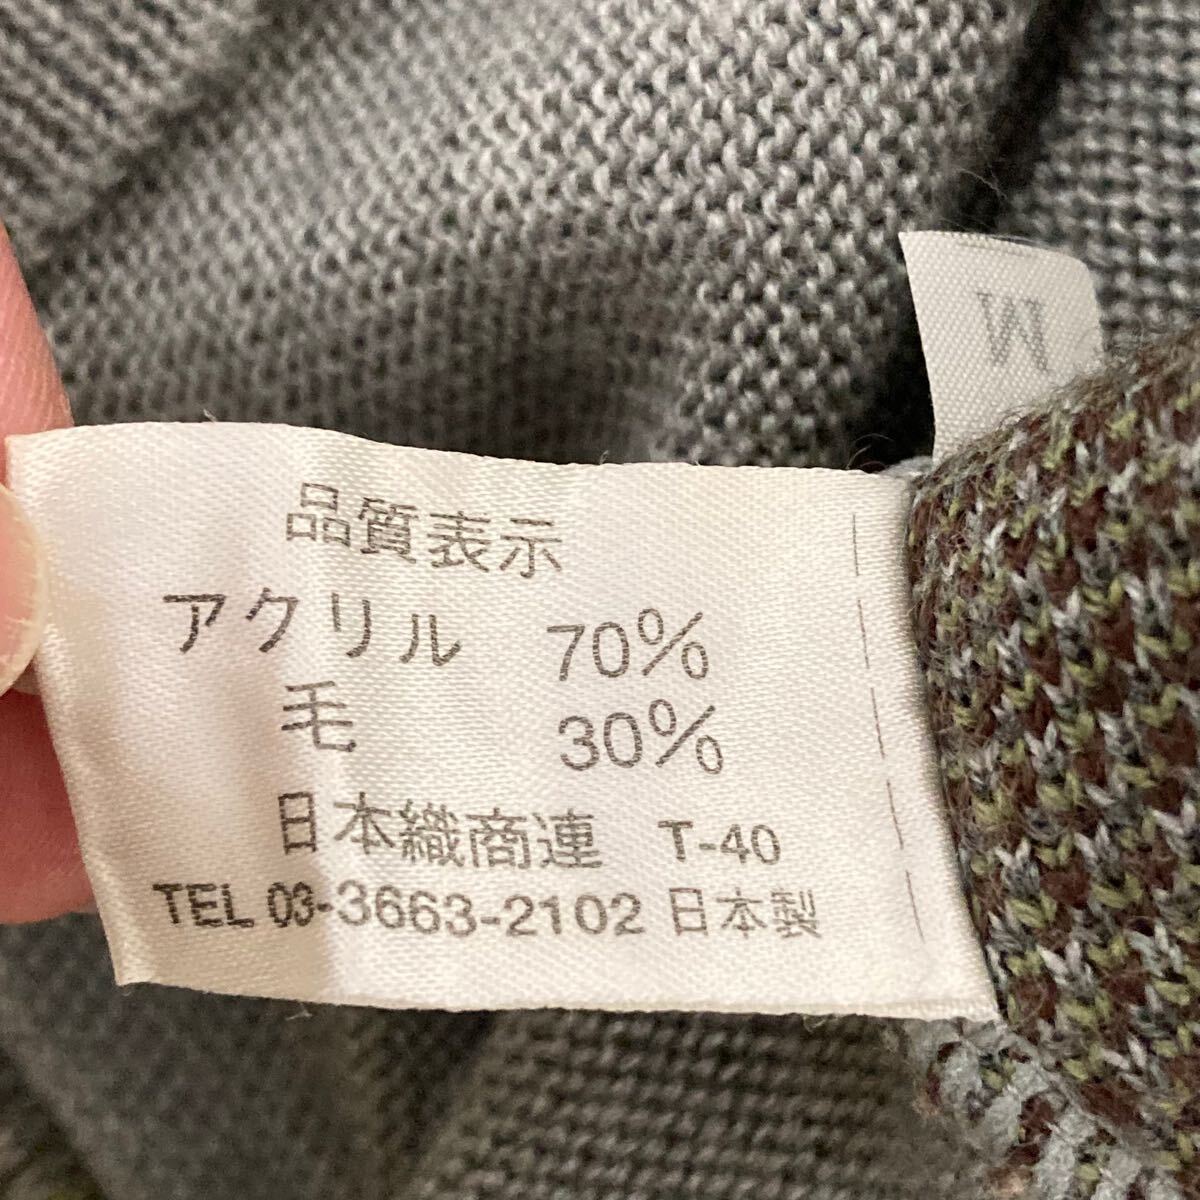 M
品質表示
アクリル 70%
毛 30%
日本織商連 T-40
TEL 03-3663-2102 日本製